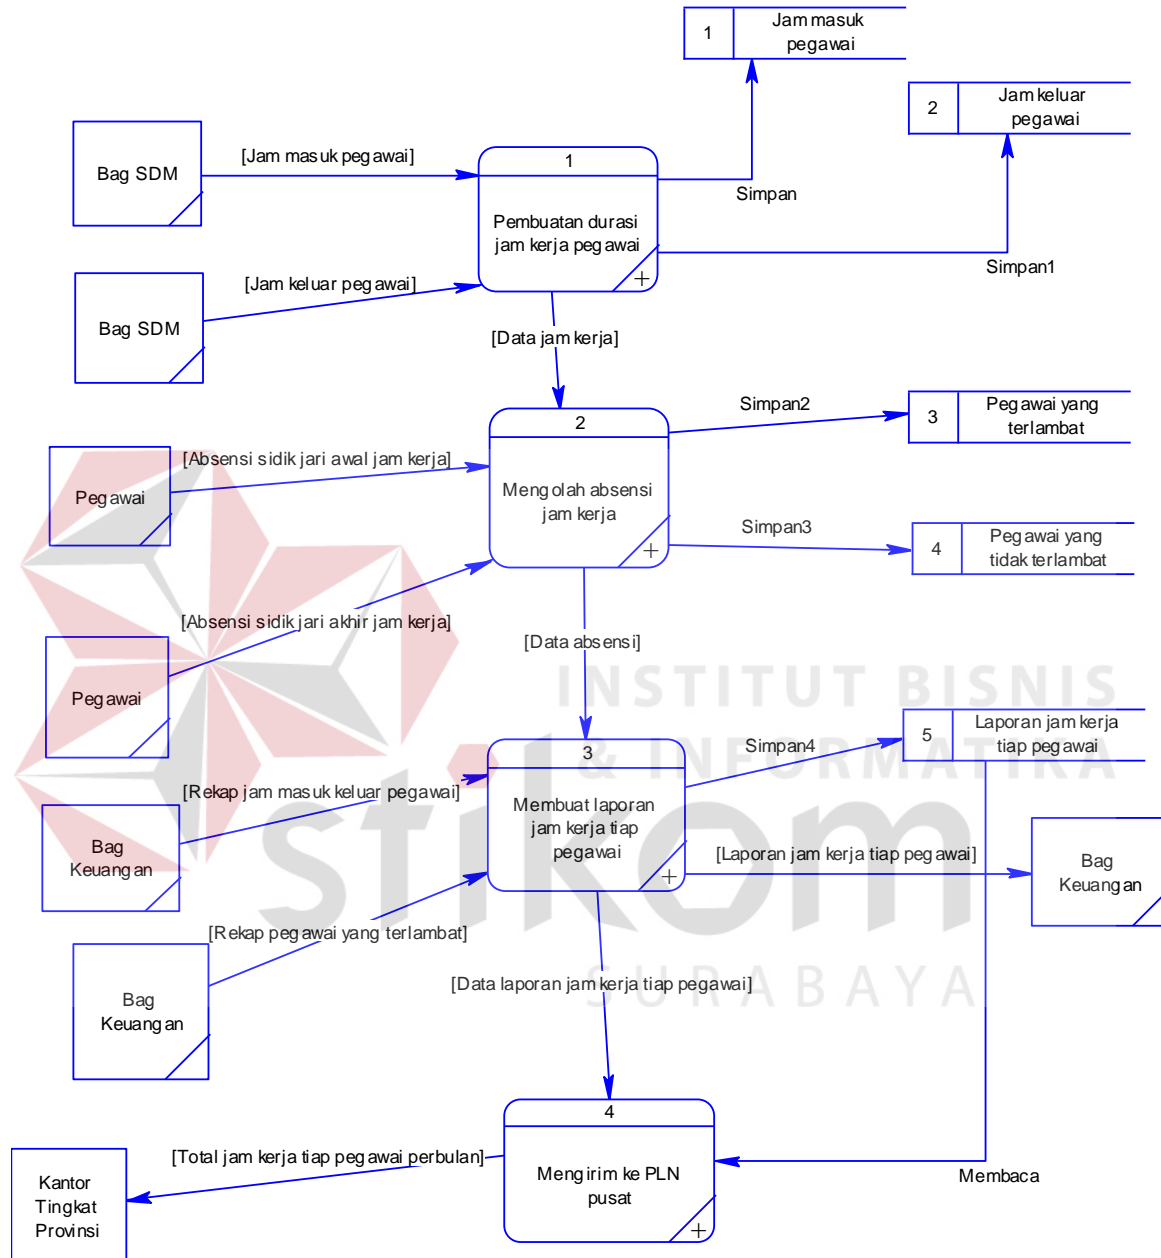 1
Jam masuk
pegawai
2
Jam keluar
pegawai
Bag SDM
[Jam masuk pegawai]
1
Pembuatan durasi
jam kerja pegawai
+
Simpan
Simpan1
[Jam keluar pegawai]
Bag SDM
[Data jam kerja]
2
Mengolah absensi
jam kerja
+
Simpan2
3
Pegawai yang
terlambat
[Absensi sidik jari awal jam kerja]
Pegawai
Simpan3
4
Pegawai yang
tidak terlambat
[Absensi sidik jari akhir jam kerja]
Pegawai
[Data absensi]
INSTITUT BISNIS
& INFORMATIKA
stikom
SURABAYA
3
Membuat laporan
jam kerja tiap
pegawai
+
Simpan4
5
Laporan jam kerja
tiap pegawai
[Rekap jam masuk keluar pegawai]
Bag
Keuangan
[Laporan jam kerja tiap pegawai]
Bag
Keuangan
[Rekap pegawai yang terlambat]
Bag
Keuangan
[Data laporan jam kerja tiap pegawai]
4
Mengirim ke PLN
pusat
+
Membaca
[Total jam kerja tiap pegawai perbulan]
Kantor
Tingkat
Provinsi